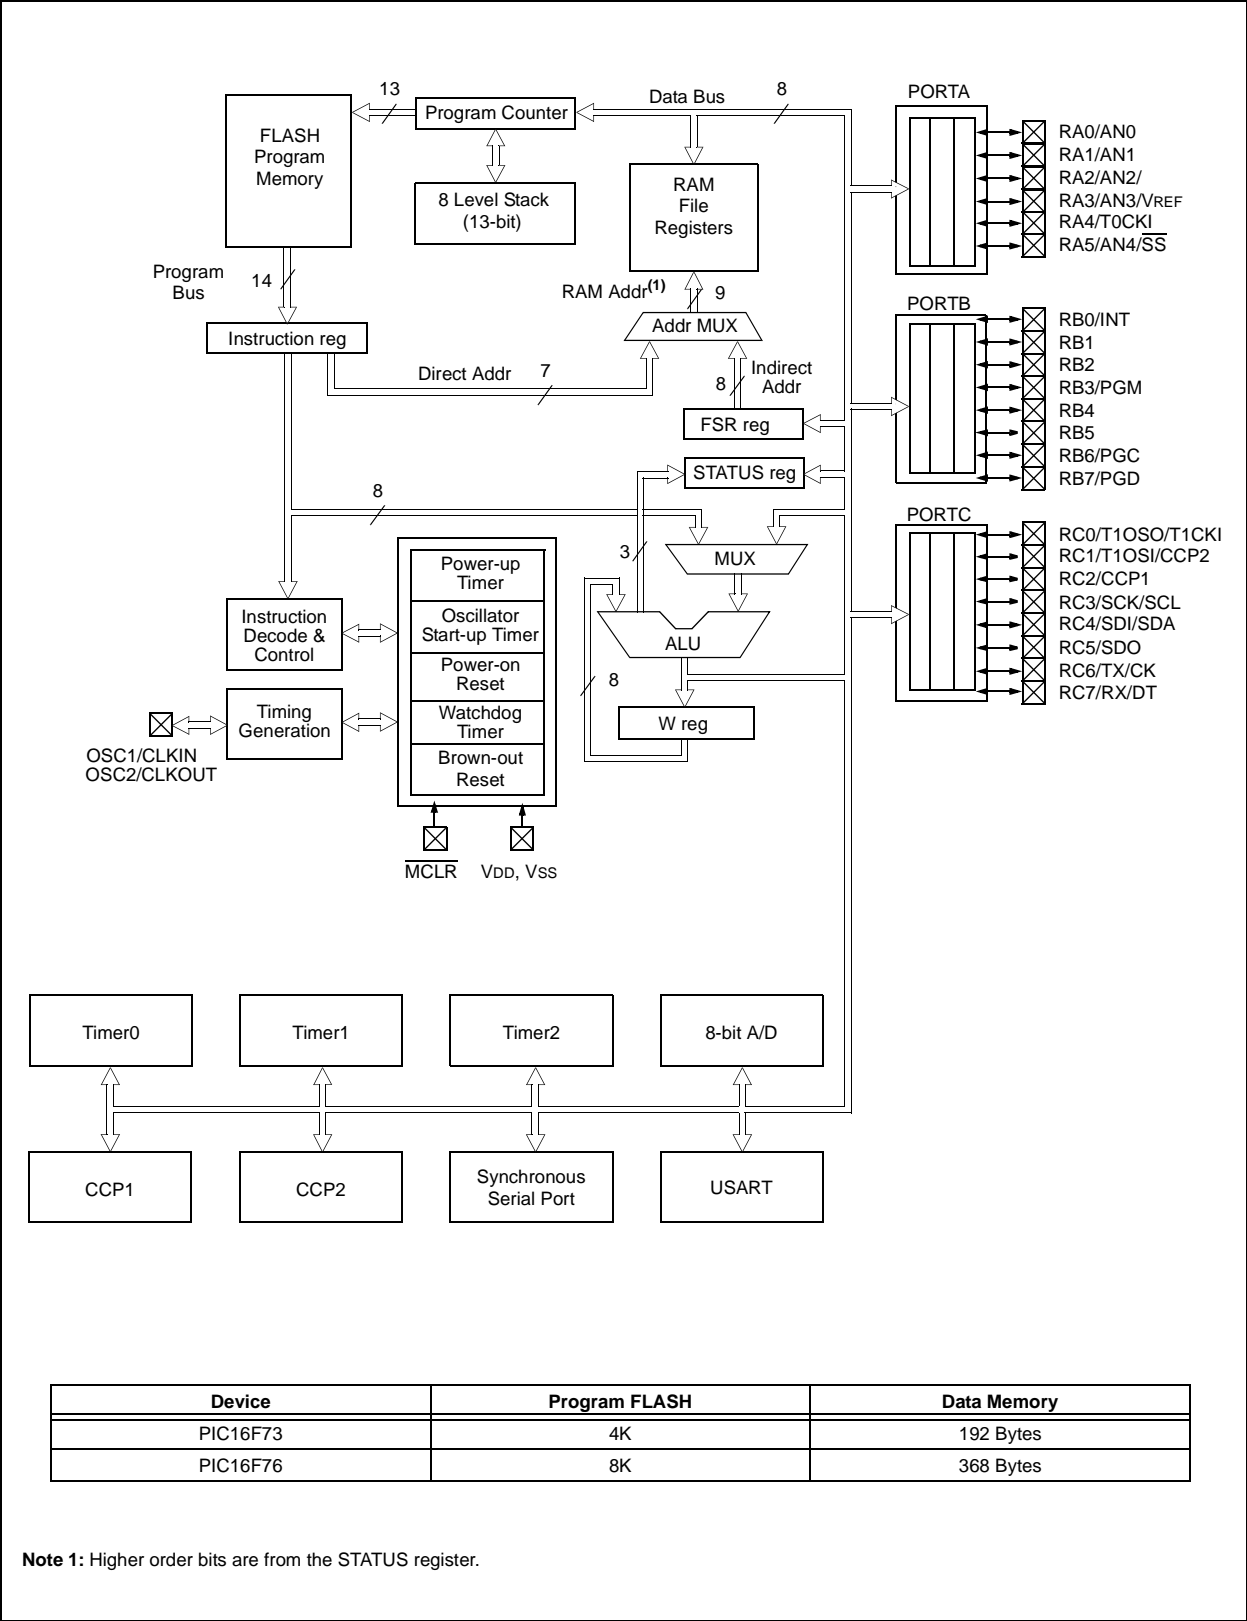 13
Data Bus
8
PORTA
FLASH
Program
Memory
Program Counter
8 Level Stack
(13-bit)
RAM
File
Registers
RA0/AN0
RA1/AN1
RA2/AN2/
RA3/AN3/VREF
RA4/T0CKI
RA5/AN4/SS
Program
Bus
14
RAM Addr(1)
9
PORTB
Instruction reg
Addr MUX
RB0/INT
RB1
RB2
RB3/PGM
RB4
RB5
RB6/PGC
RB7/PGD
Direct Addr
7
8
Indirect
Addr
FSR reg
STATUS reg
8
PORTC
3
MUX
RC0/T1OSO/T1CKI
RC1/T1OSI/CCP2
RC2/CCP1
RC3/SCK/SCL
RC4/SDI/SDA
RC5/SDO
RC6/TX/CK
RC7/RX/DT
Power-up
Timer
Oscillator
Start-up Timer
Power-on
Reset
Watchdog
Timer
Brown-out
Reset
Instruction
Decode &
Control
ALU
8
W reg
Timing
Generation
OSC1/CLKIN
OSC2/CLKOUT
MCLR
VDD, VSS
Timer0
Timer1
Timer2
8-bit A/D
CCP1
CCP2
Synchronous
Serial Port
USART
Device Program FLASH Data Memory
PIC16F73 4K 192 Bytes
PIC16F76 8K 368 Bytes
Note 1: Higher order bits are from the STATUS register.